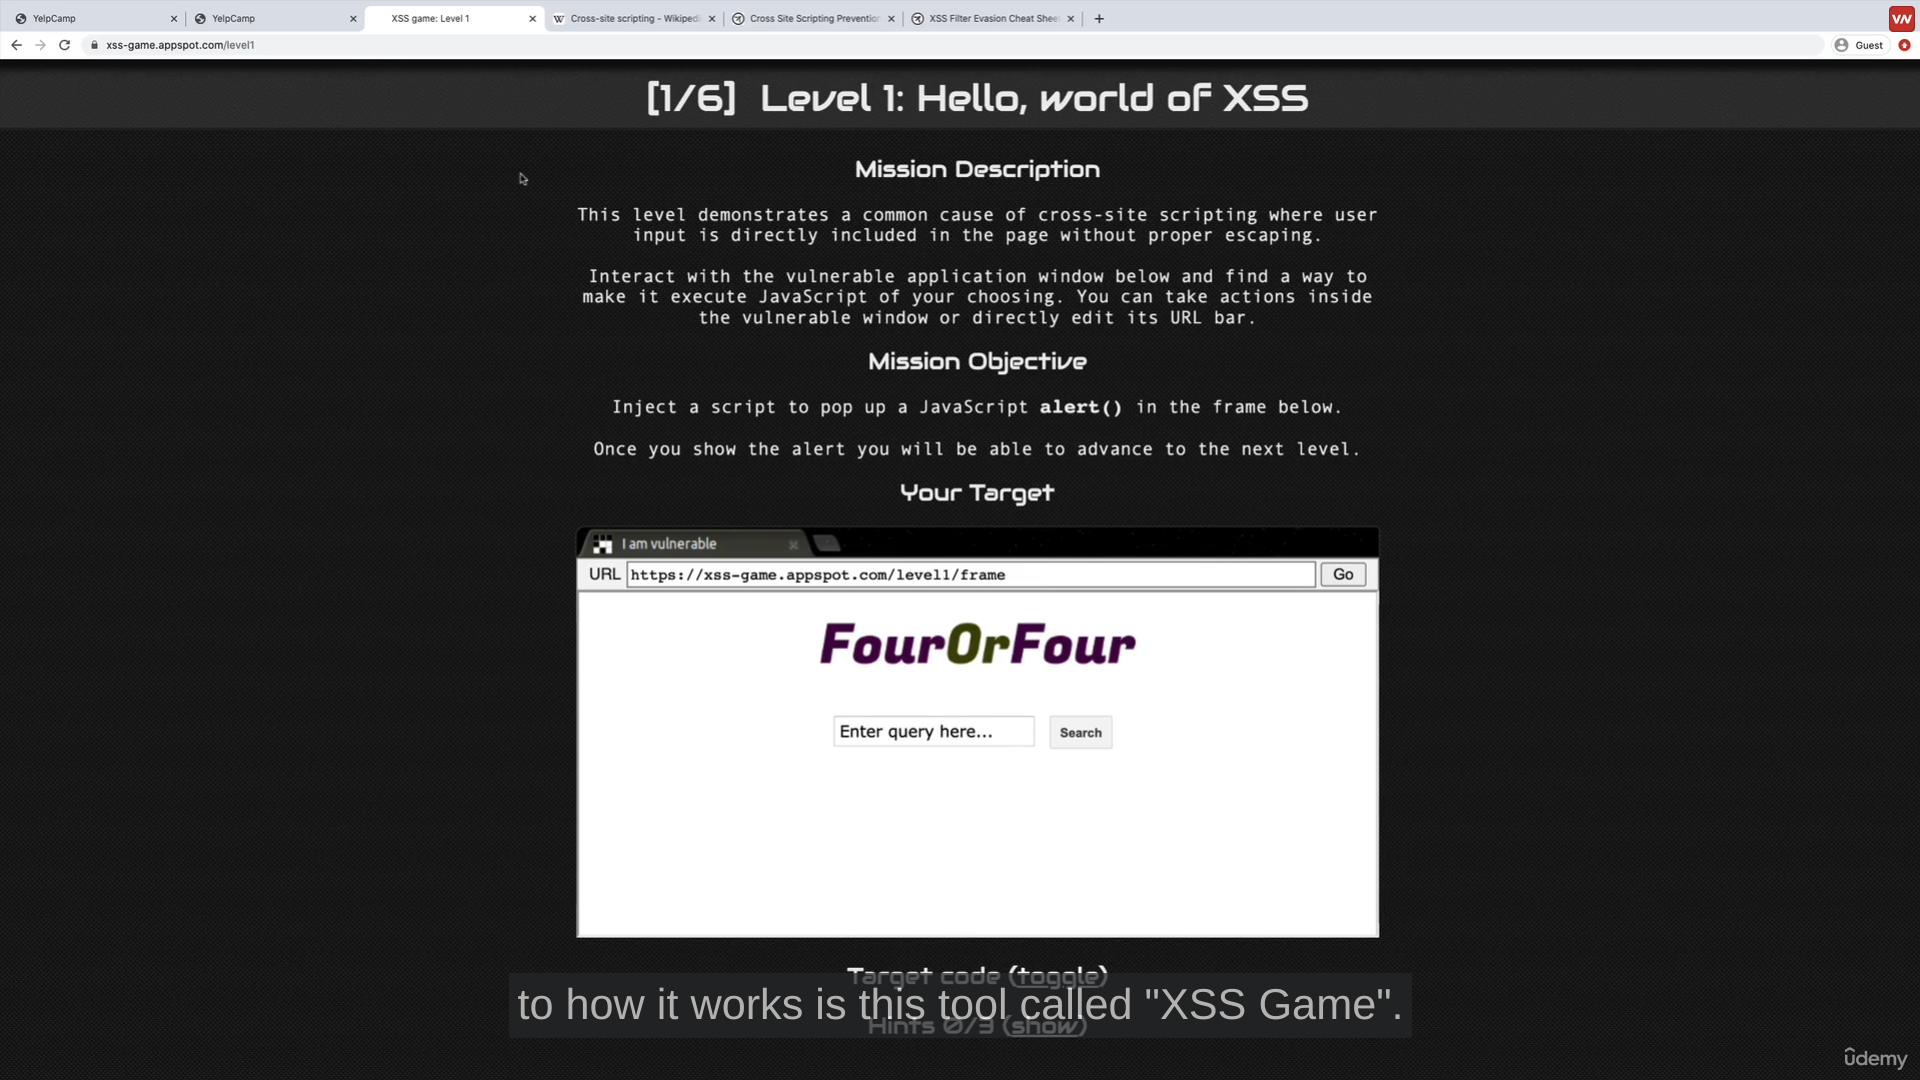 YelpCamp
YelpCamp
XSS game: Level 1
Cross-site scripting - Wikiped
Cross Site Scripting Prevention
XSS Filter Evasion Cheat Shee
xss-game.appspot.com/level1
Guest
[1/6] Level 1: Hello, world of XSS
Mission Description
This level demonstrates a common cause of cross-site scripting where user
input is directly included in the page without proper escaping.
Interact with the vulnerable application window below and find a way to
make it execute JavaScript of your choosing. You can take actions inside
the vulnerable window or directly edit its URL bar.
Mission Objective
Inject a script to pop up a JavaScript alert() in the frame below.
Once you show the alert you will be able to advance to the next level.
Your Target
I am vulnerable
URL https://xss-game.appspot.com/level1/frame Go
FourOrFour
Enter query here... Search
Target code (toggle)
to how it works is this tool called "XSS Game".
Hints 0/3 (show)
ûdemy